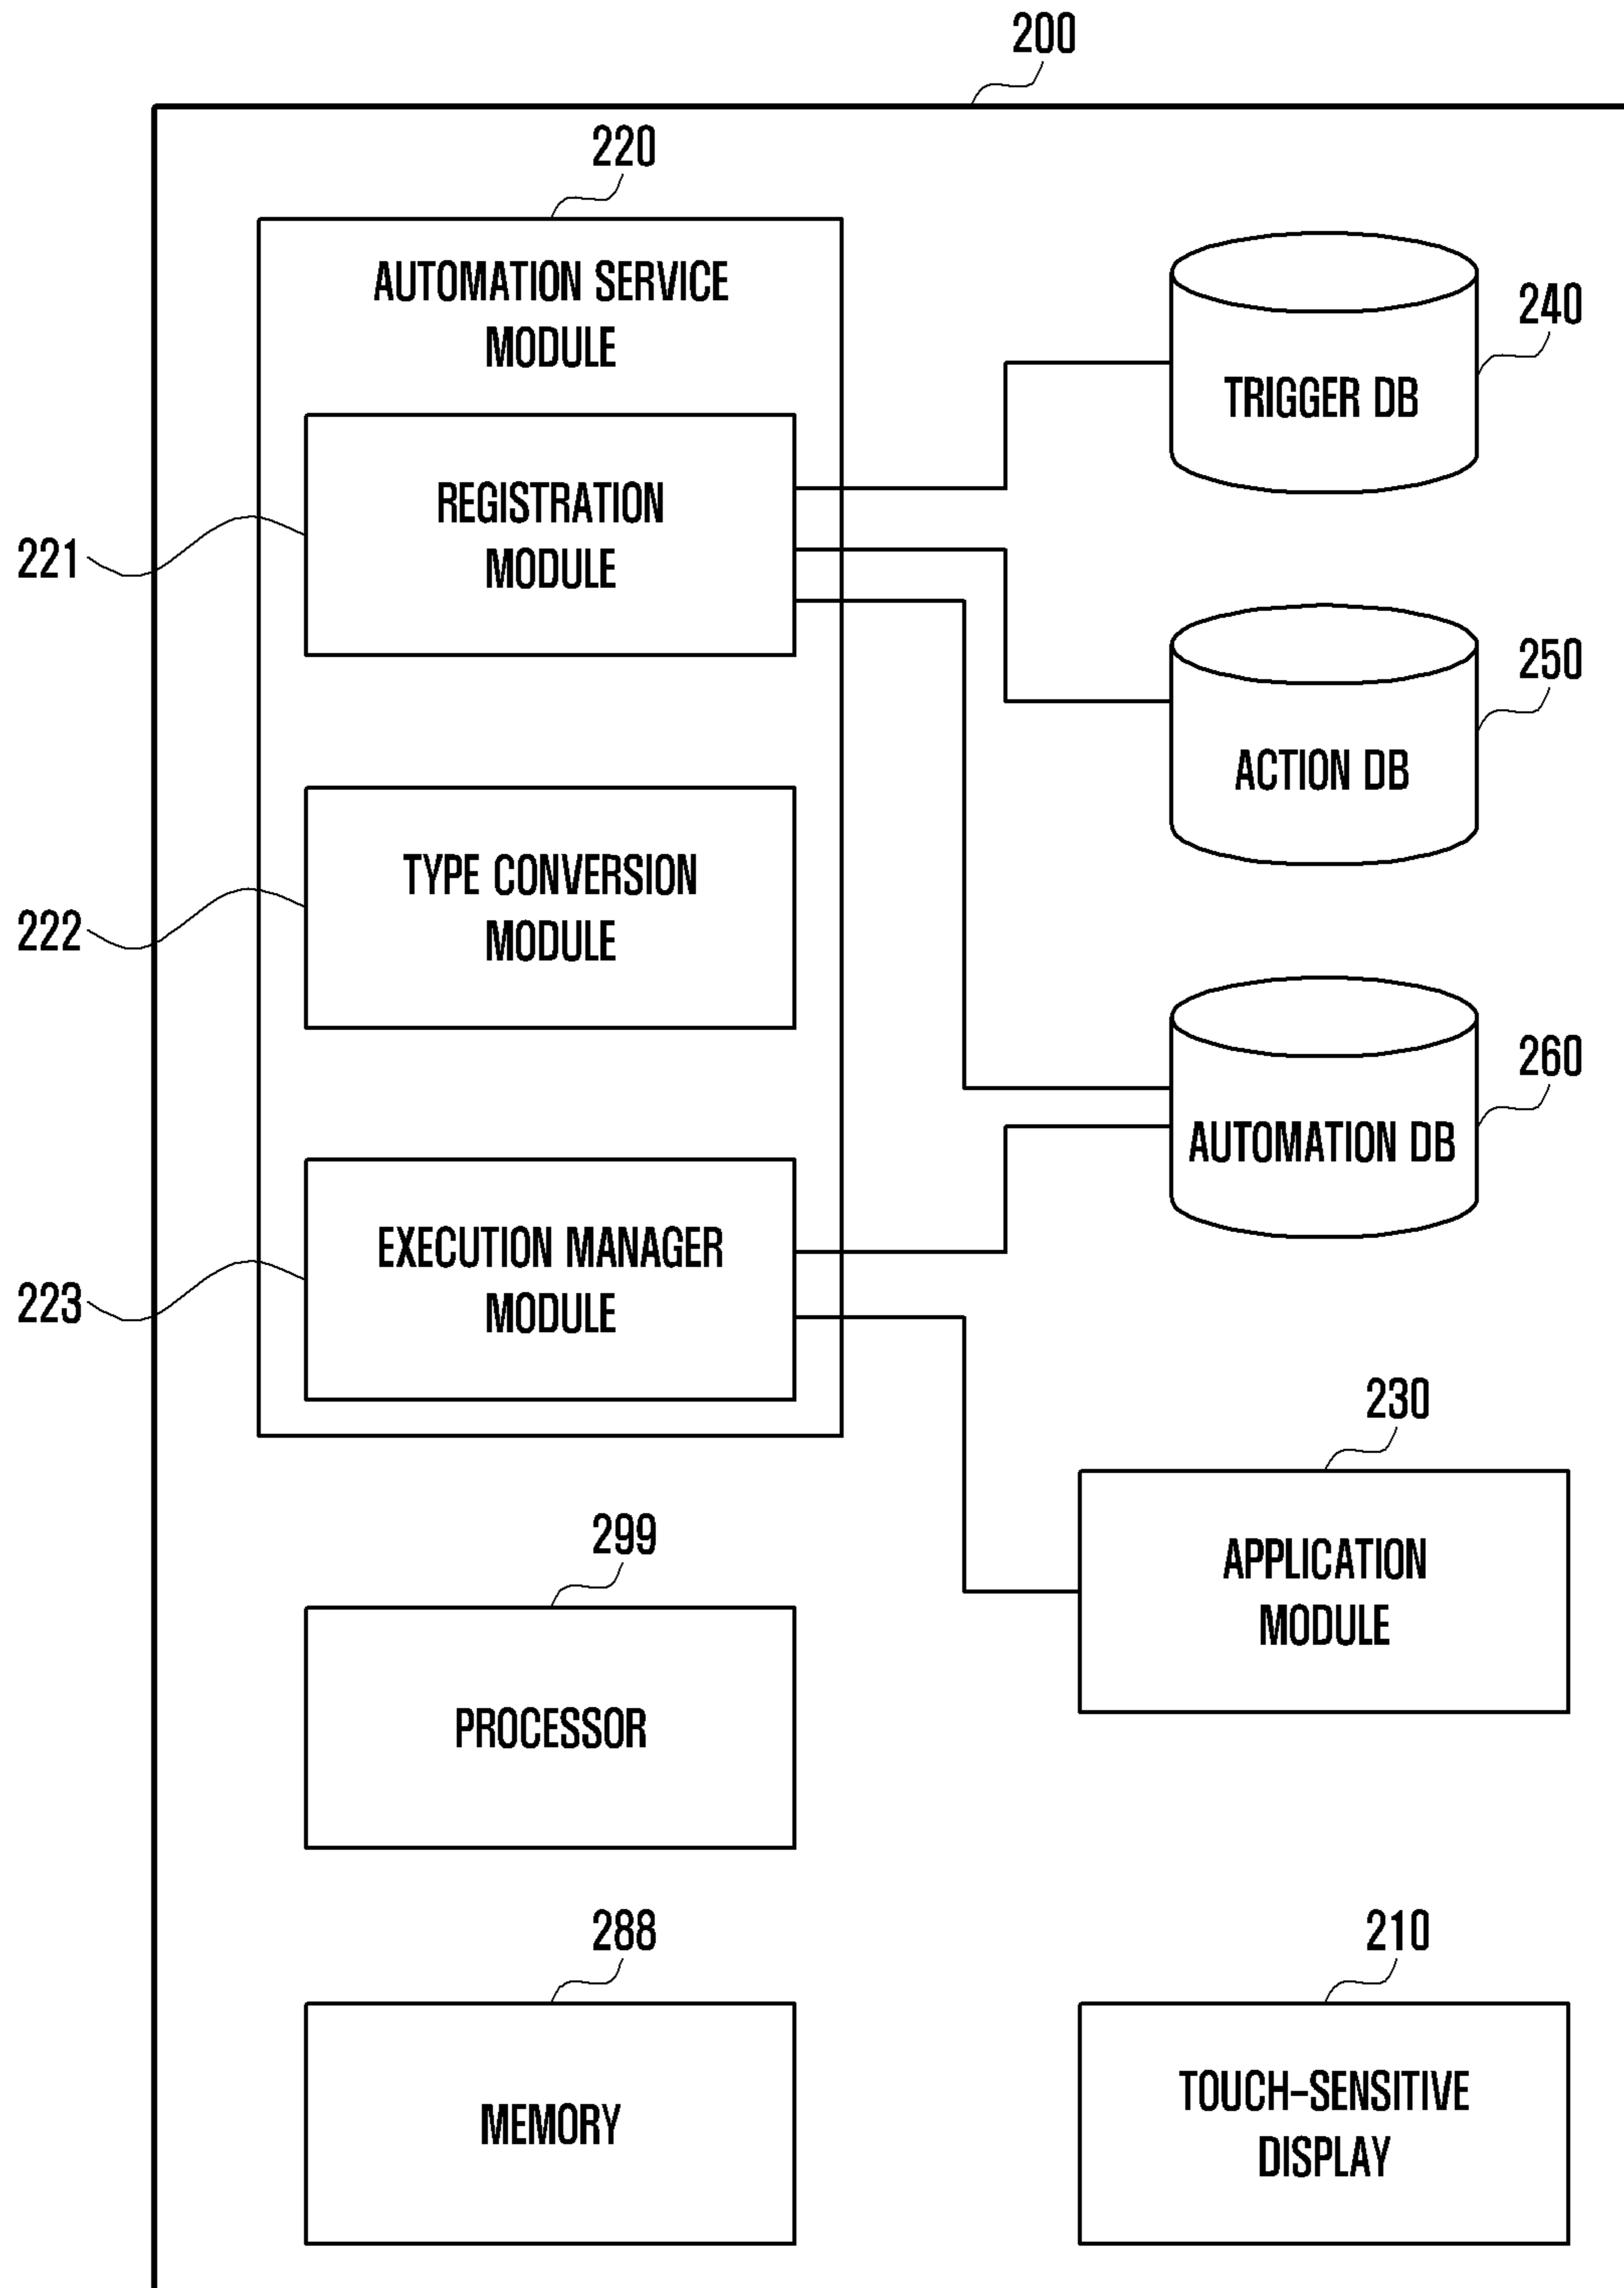 200
220
AUTOMATION SERVICE
MODULE
240
TRIGGER DB
REGISTRATION
MODULE
221
250
ACTION DB
TYPE CONVERSION
MODULE
222
260
AUTOMATION DB
EXECUTION MANAGER
MODULE
223
230
APPLICATION
MODULE
299
PROCESSOR
288
MEMORY
210
TOUCH-SENSITIVE
DISPLAY